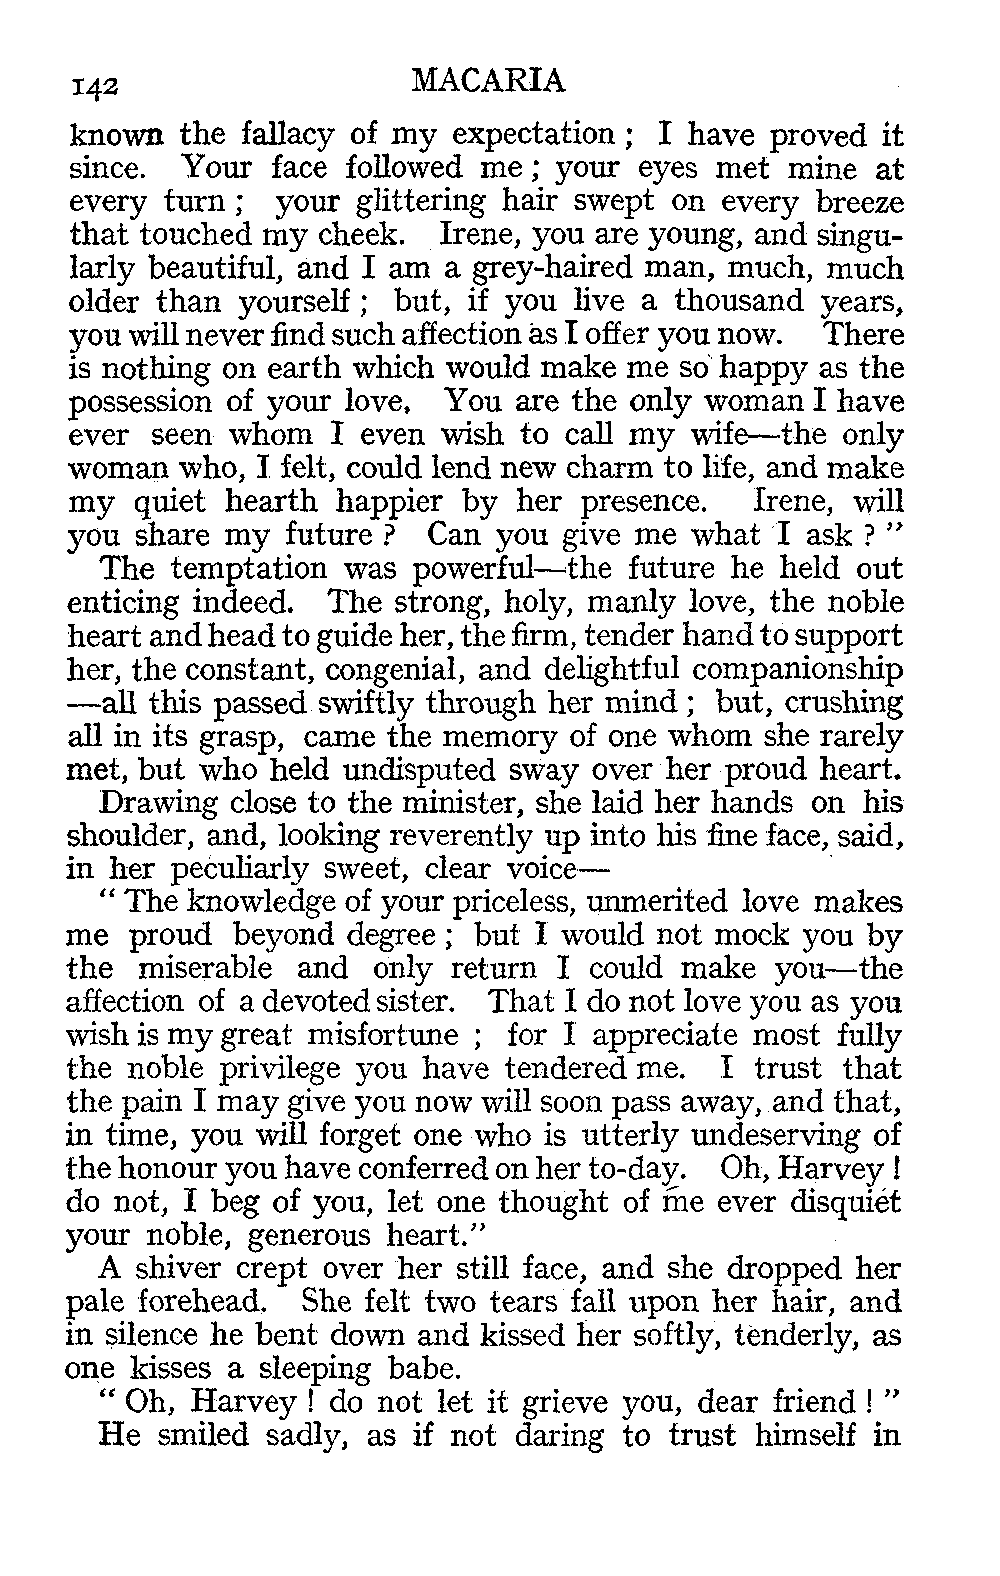 142 MACARIA
known the fallacy of my expectation ; I have proved it
since. Your face followed me ; your eyes met mine at
every turn ; your glittering hair swept on every breeze
that touched my cheek. Irene, you are young, and singu-
larly beautiful, and I am a grey-haired man, much, much
older than yourself ; but, if you live a thousand years,
you will never find such affection as I offer you now. There
is nothing on earth which would make me so happy as the
possession of your love. You are the only woman I have
ever seen whom I even wish to call my wife—the only
woman who, I felt, could lend new charm to life, and make
my quiet hearth happier by her presence. Irene, will
you share my future ? Can you give me what I ask ? ”
The temptation was powerful—the future he held out
enticing indeed. The strong, holy, manly love, the noble
heart and head to guide her, the firm, tender hand to support
her, the constant, congenial, and delightful companionship
—all this passed swiftly through her mind ; but, crushing
all in its grasp, came the memory of one whom she rarely
met, but who held undisputed sway over her proud heart.
Drawing close to the minister, she laid her hands on his
shoulder, and, looking reverently up into his fine face, said,
in her peculiarly sweet, clear voice—
“ The knowledge of your priceless, unmerited love makes
me proud beyond degree ; but I would not mock you by
the miserable and only return I could make you—the
affection of a devoted sister. That I do not love you as you
wish is my great misfortune ; for I appreciate most fully
the noble privilege you have tendered me. I trust that
the pain I may give you now will soon pass away, and that,
in time, you will forget one who is utterly undeserving of
the honour you have conferred on her to-day. Oh, Harvey !
do not, I beg of you, let one thought of me ever disquiet
your noble, generous heart.”
A shiver crept over her still face, and she dropped her
pale forehead. She felt two tears fall upon her hair, and
in silence he bent down and kissed her softly, tenderly, as
one kisses a sleeping babe.
“ Oh, Harvey ! do not let it grieve you, dear friend ! ”
He smiled sadly, as if not daring to trust himself in